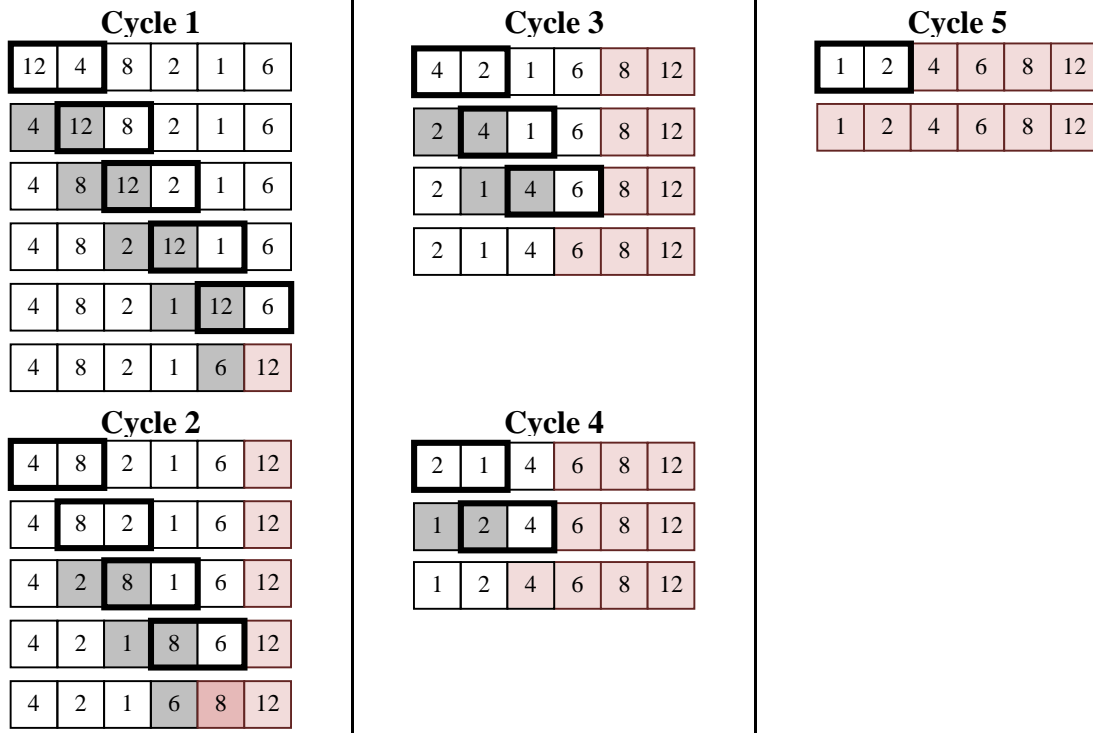 Cycle 1
12 4 8 2 1 6
4 12 8 2 1 6
4 8 12 2 1 6
4 8 2 12 1 6
4 8 2 1 12 6
4 8 2 1 6 12
Cycle 2
4 8 2 1 6 12
4 8 2 1 6 12
4 2 8 1 6 12
4 2 1 8 6 12
4 2 1 6 8 12
Cycle 3
4 2 1 6 8 12
2 4 1 6 8 12
2 1 4 6 8 12
2 1 4 6 8 12
Cycle 4
2 1 4 6 8 12
1 2 4 6 8 12
1 2 4 6 8 12
Cycle 5
1 2 4 6 8 12
1 2 4 6 8 12